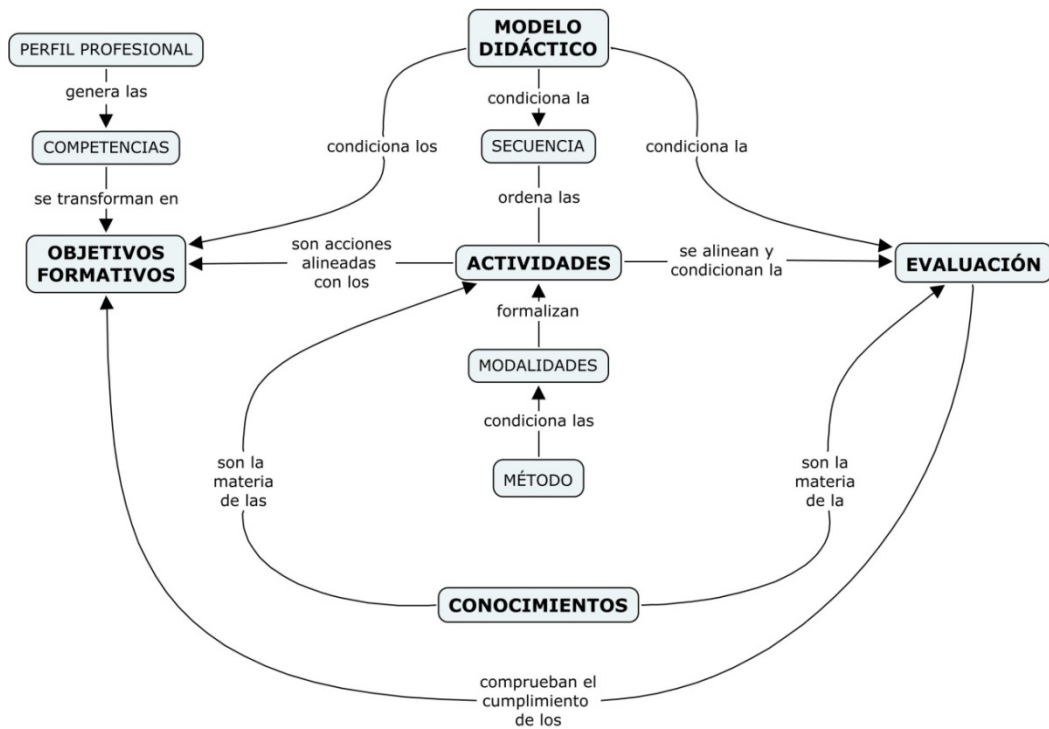 MODELO
DIDÁCTICO
PERFIL PROFESIONAL
genera las
condiciona la
COMPETENCIAS
condiciona los
SECUENCIA
condiciona la
se transforman en
ordena las
OBJETIVOS
FORMATIVOS
son acciones
alineadas
con los
ACTIVIDADES
se alinean y
condicionan la
EVALUACIÓN
formalizan
MODALIDADES
condiciona las
MÉTODO
son la
materia
de las
son la
materia
de la
CONOCIMIENTOS
comprueban el
cumplimiento
de los